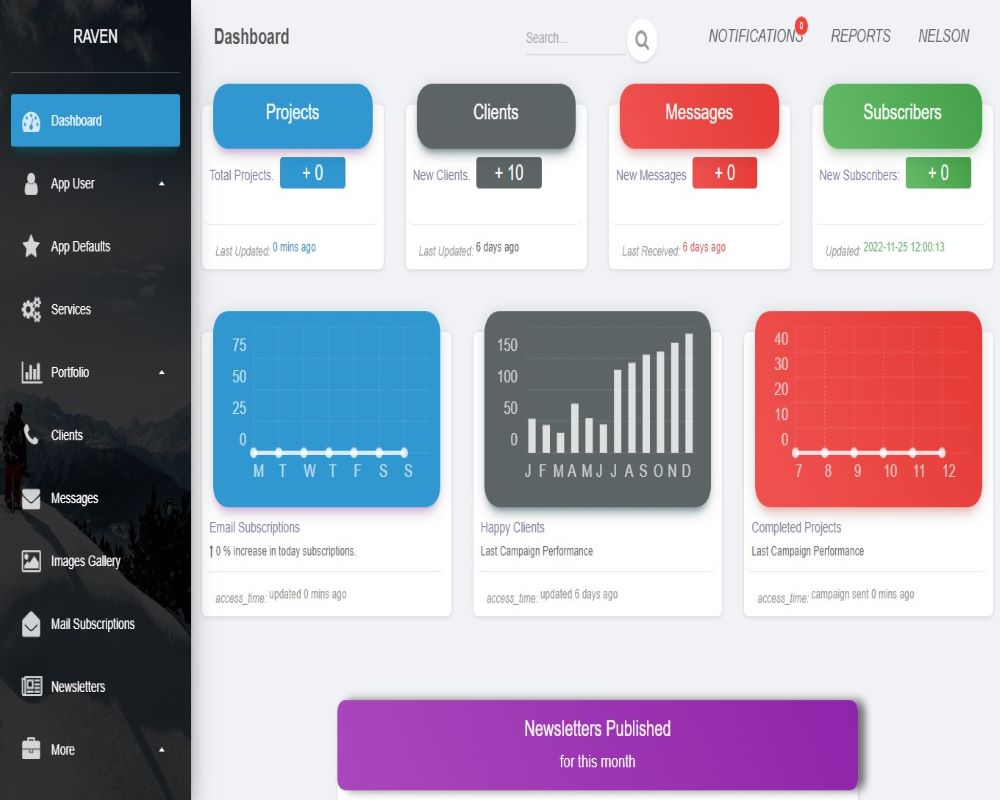 RAVEN
Dashboard
App User
App Defaults
Services
Portfolio
Clients
Messages
Images Gallery
Mail Subscriptions
Newsletters
More
Dashboard
Search...
NOTIFICATIONS
0
REPORTS
NELSON
Projects
Total Projects. + 0
Last Updated: 0 mins ago
Clients
New Clients. + 10
Last Updated: 6 days ago
Messages
New Messages + 0
Last Received: 6 days ago
Subscribers
New Subscribers: + 0
Updated: 2022-11-25 12:00:13
75
50
25
0
M T W T F S S
Email Subscriptions
↑ 0 % increase in today subscriptions.
access_time: updated 0 mins ago
150
100
50
0
J F M A M J J A S O N D
Happy Clients
Last Campaign Performance
access_time: updated 6 days ago
40
30
20
10
0
7 8 9 10 11 12
Completed Projects
Last Campaign Performance
access_time: campaign sent 0 mins ago
Newsletters Published
for this month